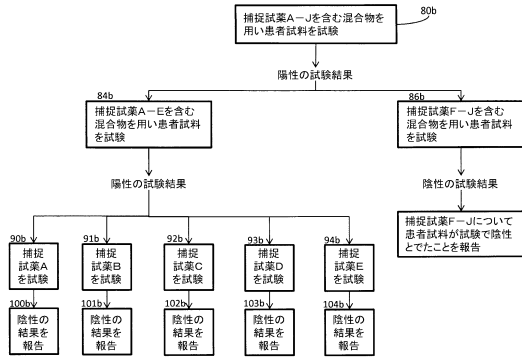 捕捉試薬A－Jを含む混合物を
用い患者試料を試験
80b
陽性の試験結果
84b
捕捉試薬A－Eを含む
混合物を用い患者試料
を試験
86b
捕捉試薬F－Jを含む
混合物を用い患者試料
を試験
陽性の試験結果
陰性の試験結果
捕捉試薬F－Jについて
患者試料が試験で陰性
とでたことを報告
90b
捕捉
試薬A
を試験
91b
捕捉
試薬B
を試験
92b
捕捉
試薬C
を試験
93b
捕捉
試薬D
を試験
94b
捕捉
試薬E
を試験
100b
陰性の
結果を
報告
101b
陰性の
結果を
報告
102b
陰性の
結果を
報告
103b
陰性の
結果を
報告
104b
陰性の
結果を
報告